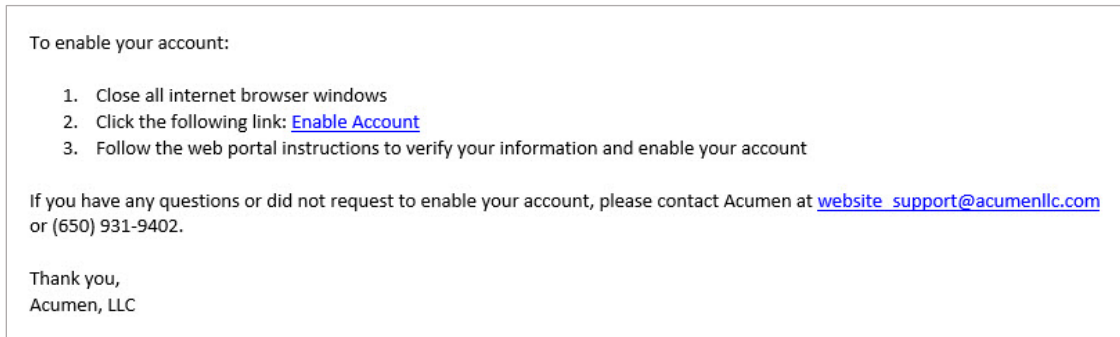 To enable your account:
1. Close all internet browser windows
2. Click the following link: Enable Account
3. Follow the web portal instructions to verify your information and enable your account
If you have any questions or did not request to enable your account, please contact Acumen at website_support@acumenllc.com
or (650) 931-9402.
Thank you,
Acumen, LLC